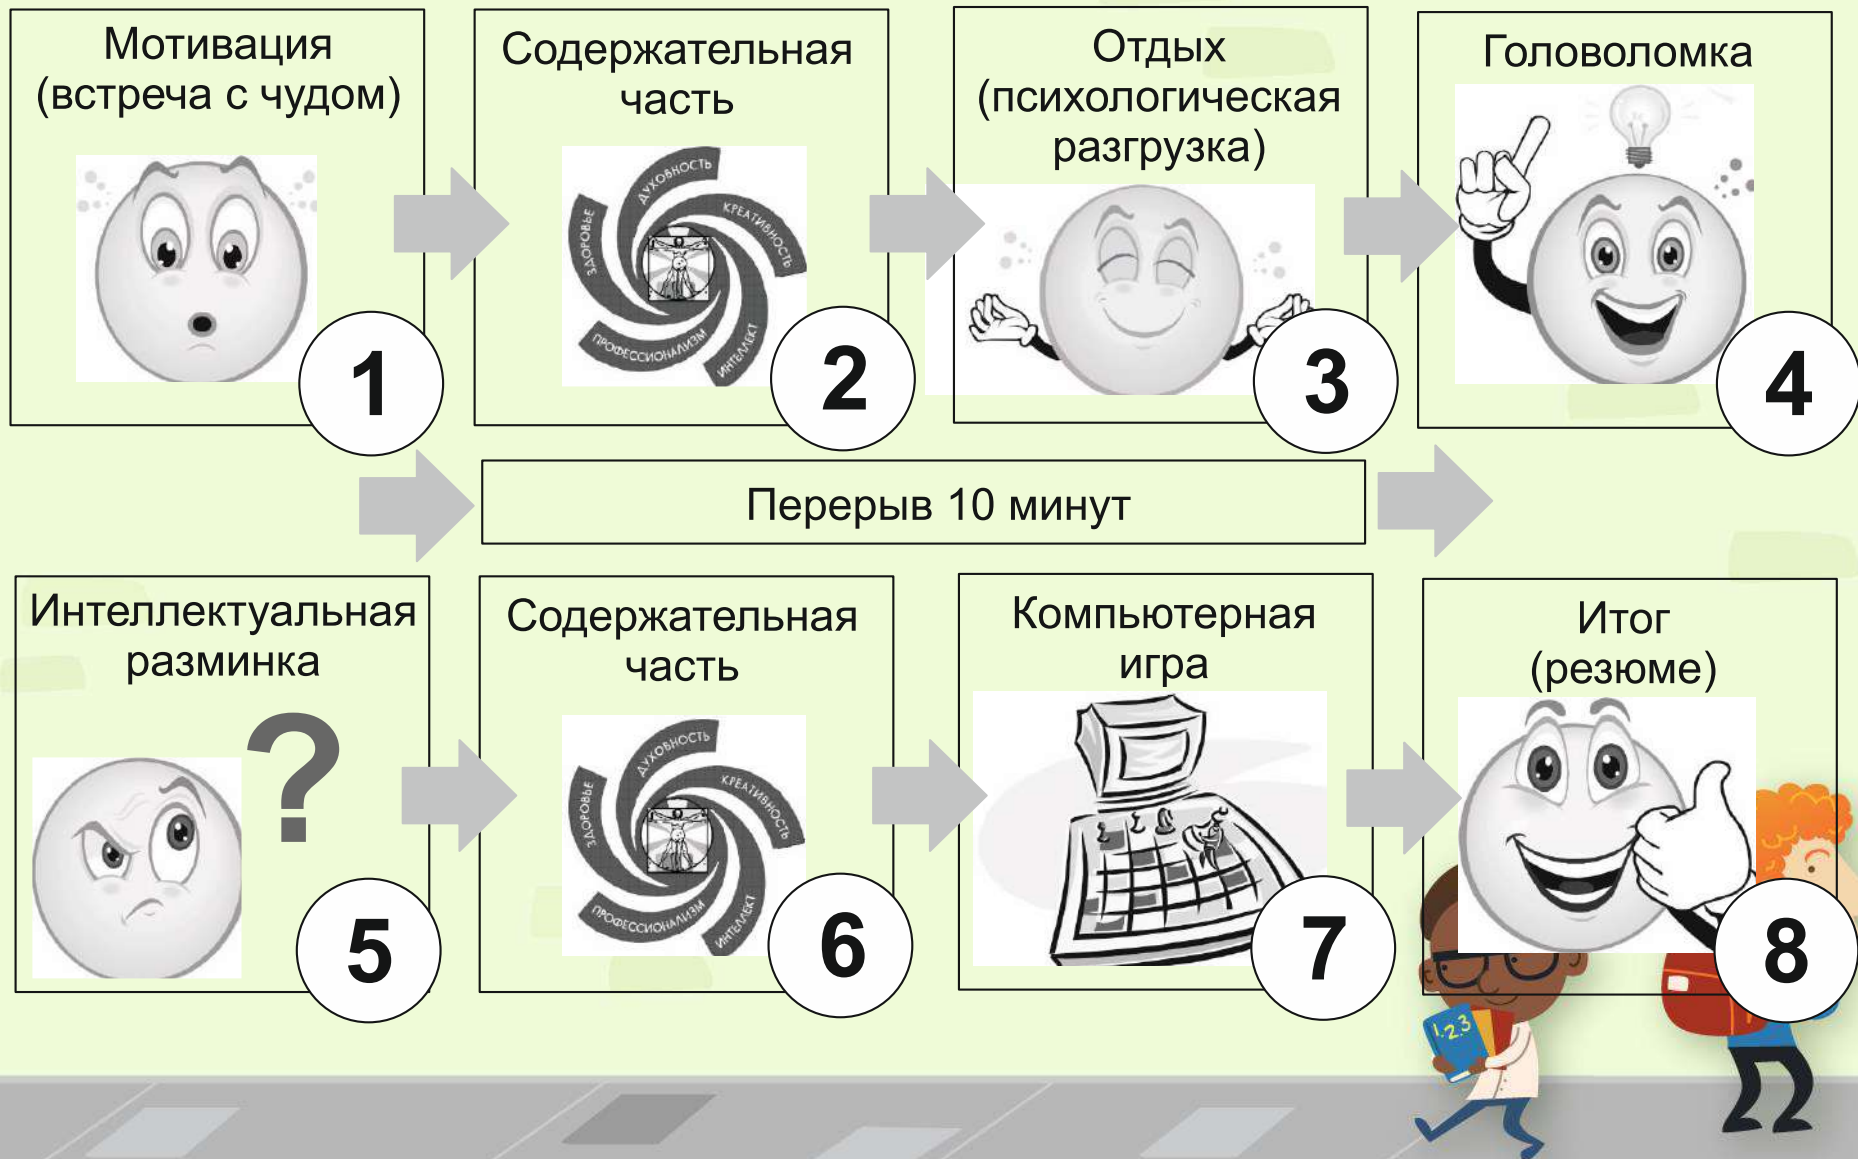 Мотивация
(встреча с чудом)
1
Содержательная
часть
ДУХОВНОСТЬ
КРЕАТИВНОСТЬ
ЗДОРОВЬЕ
ПРОФЕССИОНАЛИЗМ
ИНТЕЛЛЕКТ
2
Отдых
(психологическая
разгрузка)
3
Головоломка
4
Перерыв 10 минут
Интеллектуальная
разминка
?
5
Содержательная
часть
ДУХОВНОСТЬ
КРЕАТИВНОСТЬ
ЗДОРОВЬЕ
ПРОФЕССИОНАЛИЗМ
ИНТЕЛЛЕКТ
6
Компьютерная
игра
7
Итог
(резюме)
8
1.2.3